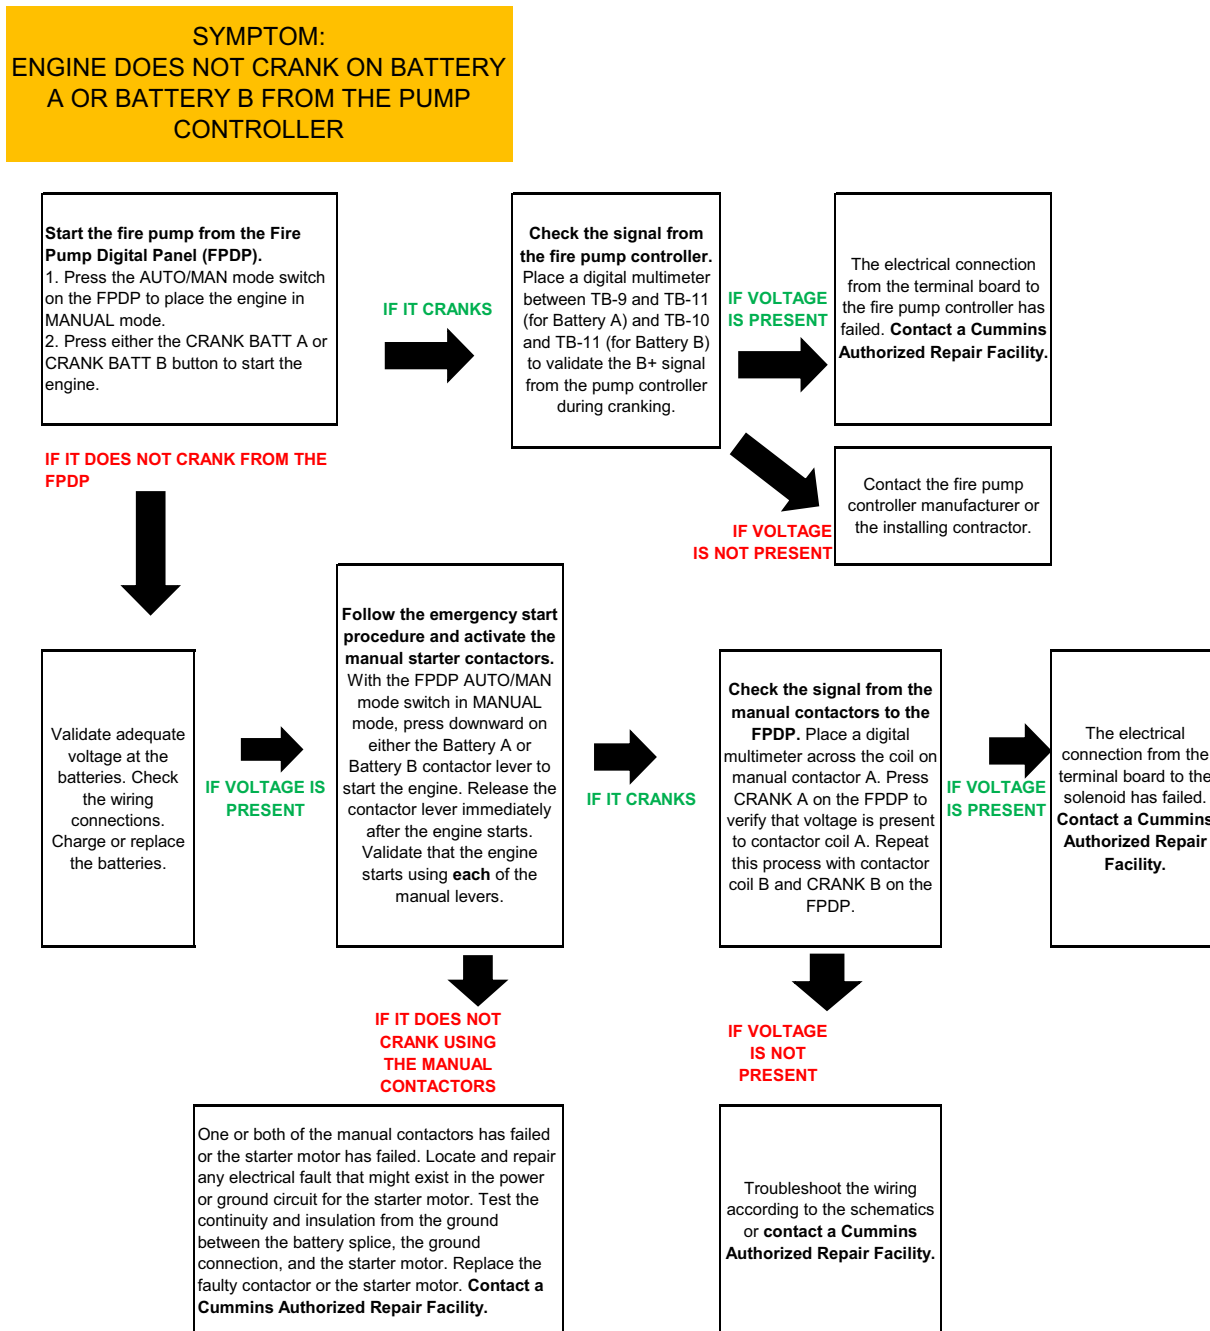 SYMPTOM:
ENGINE DOES NOT CRANK ON BATTERY
A OR BATTERY B FROM THE PUMP
CONTROLLER
Start the fire pump from the Fire
Pump Digital Panel (FPDP).
1. Press the AUTO/MAN mode switch
on the FPDP to place the engine in
MANUAL mode.
2. Press either the CRANK BATT A or
CRANK BATT B button to start the
engine.
IF IT CRANKS
Check the signal from
the fire pump controller.
Place a digital multimeter
between TB-9 and TB-11
(for Battery A) and TB-10
and TB-11 (for Battery B)
to validate the B+ signal
from the pump controller
during cranking.
IF VOLTAGE
IS PRESENT
The electrical connection
from the terminal board to
the fire pump controller has
failed. Contact a Cummins
Authorized Repair Facility.
IF VOLTAGE
IS NOT PRESENT
Contact the fire pump
controller manufacturer or
the installing contractor.
IF IT DOES NOT CRANK FROM THE
FPDP
Validate adequate
voltage at the
batteries. Check
the wiring
connections.
Charge or replace
the batteries.
IF VOLTAGE IS
PRESENT
Follow the emergency start
procedure and activate the
manual starter contactors.
With the FPDP AUTO/MAN
mode switch in MANUAL
mode, press downward on
either the Battery A or
Battery B contactor lever to
start the engine. Release the
contactor lever immediately
after the engine starts.
Validate that the engine
starts using each of the
manual levers.
IF IT CRANKS
Check the signal from the
manual contactors to the
FPDP. Place a digital
multimeter across the coil on
manual contactor A. Press
CRANK A on the FPDP to
verify that voltage is present
to contactor coil A. Repeat
this process with contactor
coil B and CRANK B on the
FPDP.
IF VOLTAGE
IS PRESENT
The electrical
connection from the
terminal board to the
solenoid has failed.
Contact a Cummins
Authorized Repair
Facility.
IF IT DOES NOT
CRANK USING
THE MANUAL
CONTACTORS
One or both of the manual contactors has failed
or the starter motor has failed. Locate and repair
any electrical fault that might exist in the power
or ground circuit for the starter motor. Test the
continuity and insulation from the ground
between the battery splice, the ground
connection, and the starter motor. Replace the
faulty contactor or the starter motor. Contact a
Cummins Authorized Repair Facility.
IF VOLTAGE
IS NOT
PRESENT
Troubleshoot the wiring
according to the schematics
or contact a Cummins
Authorized Repair Facility.